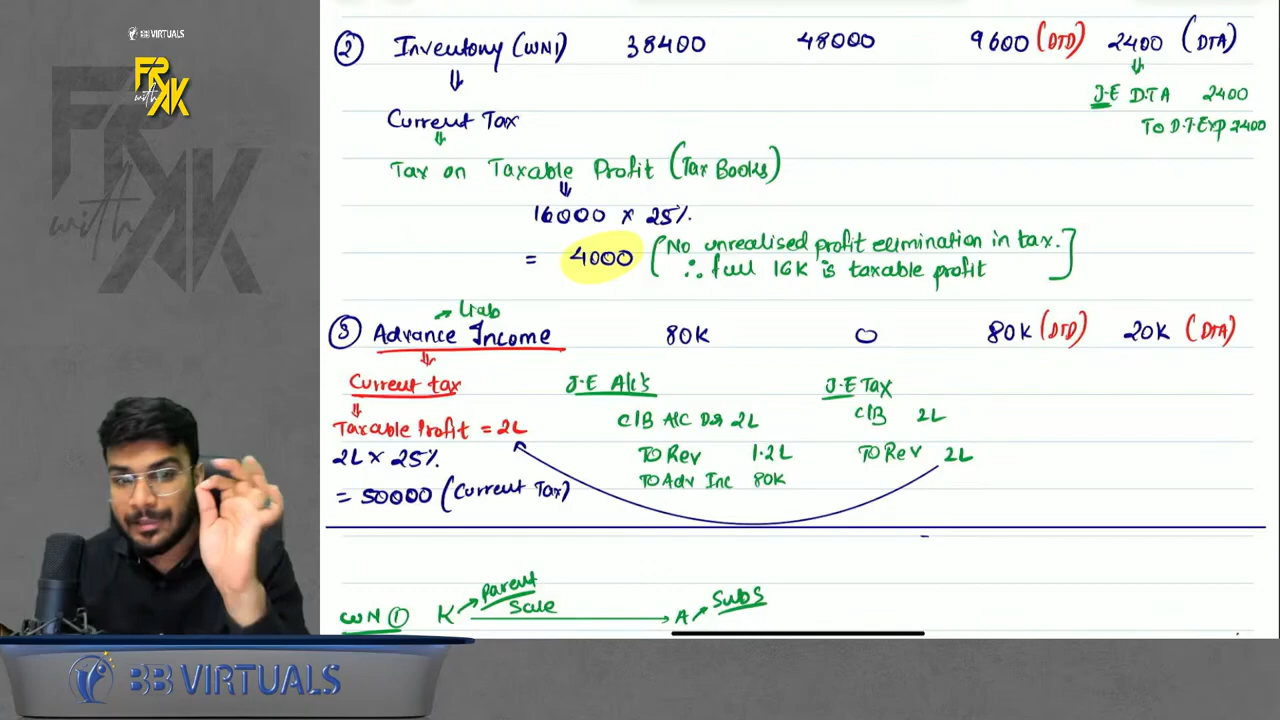 BB VIRTUALS
FR with AK
FR with AK
② Inventory (WN1) 38400 48000 9600 (DTD) 2400 (DTA)
J.E D.T.A 2400
To D.T Exp 2400
Current Tax
Tax on Taxable Profit (Tax Books)
16000 x 25%
= 4000 [No unrealised profit elimination in tax.
∴ full 16K is taxable profit]
Liab
③ Advance Income 80K 0 80K (DTD) 20K (DTA)
Current tax J.E A/c's J.E Tax
C/B A/C Dr 2L C/B 2L
Taxable Profit = 2L
To Rev 1.2L To Rev 2L
2L x 25%
To Adv Inc 80K
= 50000 (Current Tax)
Parent Subs
WN ① K Sale A
BB VIRTUALS